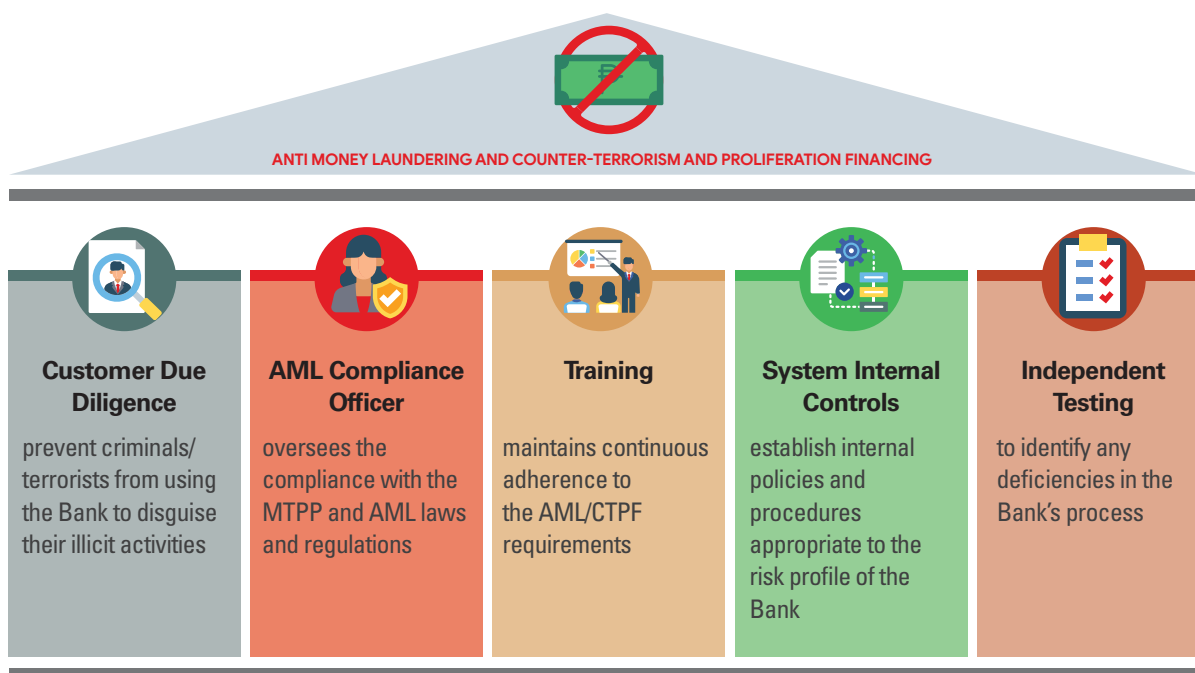 ₱
ANTI MONEY LAUNDERING AND COUNTER-TERRORISM AND PROLIFERATION FINANCING
Customer Due
Diligence
prevent criminals/
terrorists from using
the Bank to disguise
their illicit activities
AML Compliance
Officer
oversees the
compliance with the
MTPP and AML laws
and regulations
Training
maintains continuous
adherence to
the AML/CTPF
requirements
System Internal
Controls
establish internal
policies and
procedures
appropriate to the
risk profile of the
Bank
Independent
Testing
to identify any
deficiencies in the
Bank's process